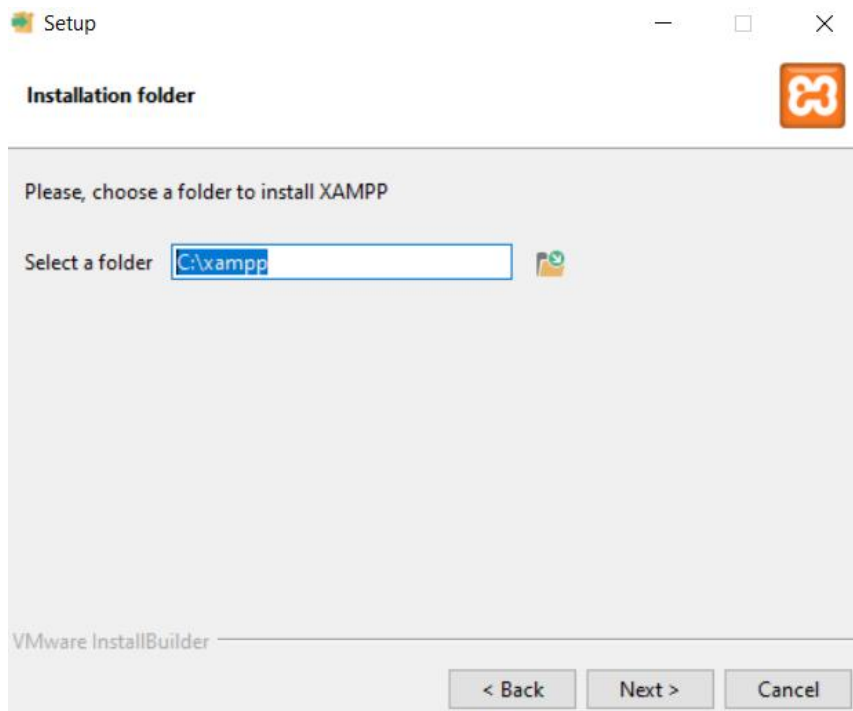 Setup
Installation folder
Please, choose a folder to install XAMPP
Select a folder C:\xampp
VMware InstallBuilder
< Back Next > Cancel